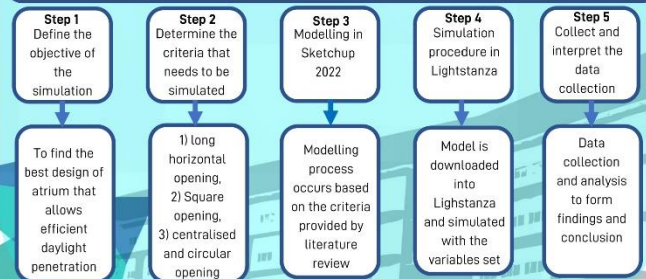 Step 1
Define the
objective of
the
simulation
To find the
best design of
atrium that
allows
efficient
daylight
penetration
Step 2
Determine the
criteria that
needs to be
simulated
1) long
horizontal
opening,
2) Square
opening,
3) centralised
and circular
opening
Step 3
Modelling in
Sketchup
2022
Modelling
process
occurs based
on the criteria
provided by
literature
review
Step 4
Simulation
procedure in
Lightstanza
Model is
downloaded
into
Lighstanza
and simulated
with the
variables set
Step 5
Collect and
interpret the
data
collection
Data
collection
and analysis
to form
findings and
conclusion